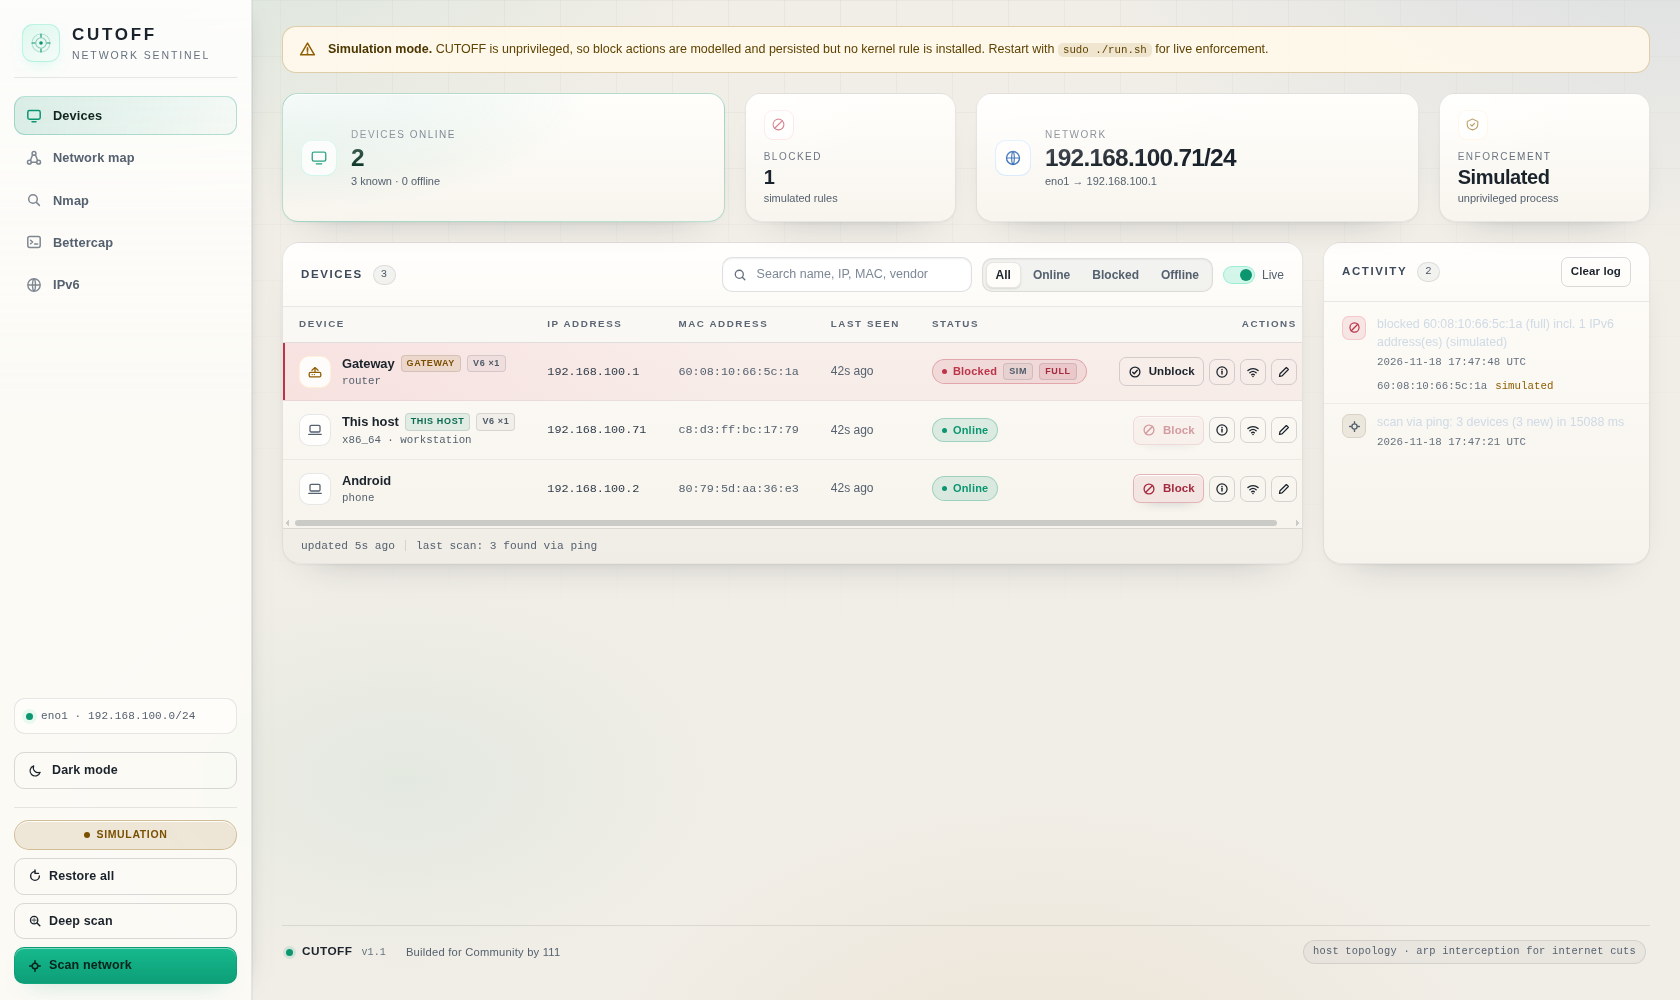 CUTOFF
NETWORK SENTINEL
Devices
Network map
Nmap
Bettercap
IPv6
eno1 · 192.168.100.0/24
Dark mode
SIMULATION
Restore all
Deep scan
Scan network
Simulation mode. CUTOFF is unprivileged, so block actions are modelled and persisted but no kernel rule is installed. Restart with sudo ./run.sh for live enforcement.
DEVICES ONLINE
2
3 known · 0 offline
BLOCKED
1
simulated rules
NETWORK
192.168.100.71/24
eno1 → 192.168.100.1
ENFORCEMENT
Simulated
unprivileged process
DEVICES 3
Search name, IP, MAC, vendor
All Online Blocked Offline Live
DEVICE IP ADDRESS MAC ADDRESS LAST SEEN STATUS ACTIONS
Gateway GATEWAY V6 ×1
router
192.168.100.1 60:08:10:66:5c:1a 42s ago Blocked SIM FULL Unblock
This host THIS HOST V6 ×1
x86_64 · workstation
192.168.100.71 c8:d3:ff:bc:17:79 42s ago Online Block
Android
phone
192.168.100.2 80:79:5d:aa:36:e3 42s ago Online Block
updated 5s ago last scan: 3 found via ping
ACTIVITY 2 Clear log
blocked 60:08:10:66:5c:1a (full) incl. 1 IPv6
address(es) (simulated)
2026-11-18 17:47:48 UTC
60:08:10:66:5c:1a simulated
scan via ping: 3 devices (3 new) in 15088 ms
2026-11-18 17:47:21 UTC
CUTOFF v1.1 Builded for Community by 111
host topology · arp interception for internet cuts